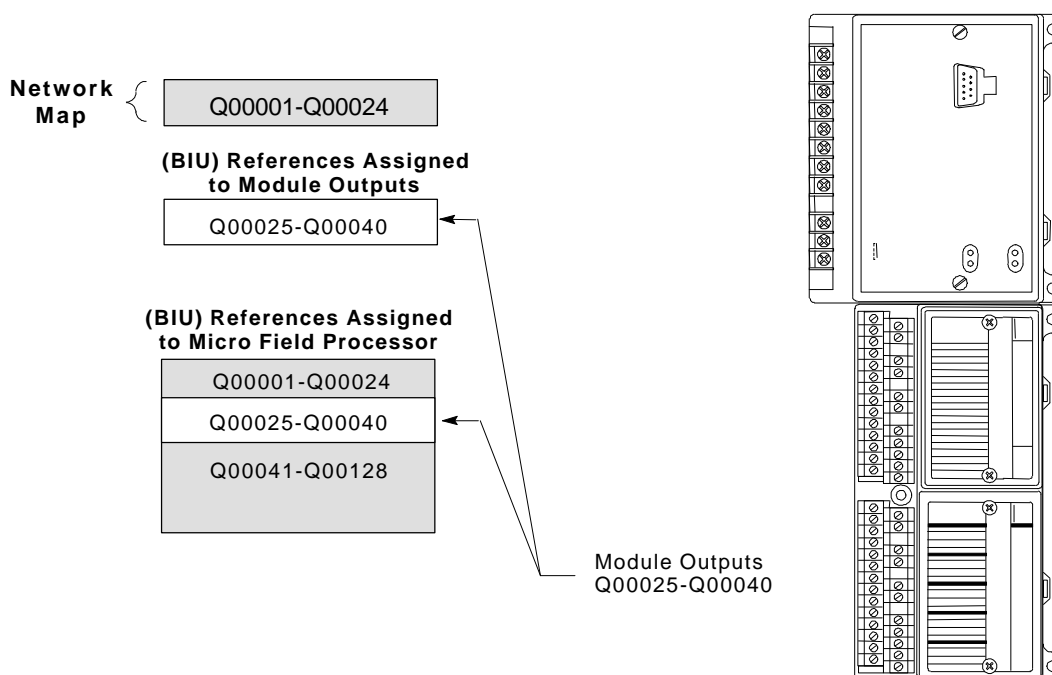 Network
Map
Q00001-Q00024
(BIU) References Assigned
to Module Outputs
Q00025-Q00040
(BIU) References Assigned
to Micro Field Processor
Q00001-Q00024
Q00025-Q00040
Q00041-Q00128
Module Outputs
Q00025-Q00040